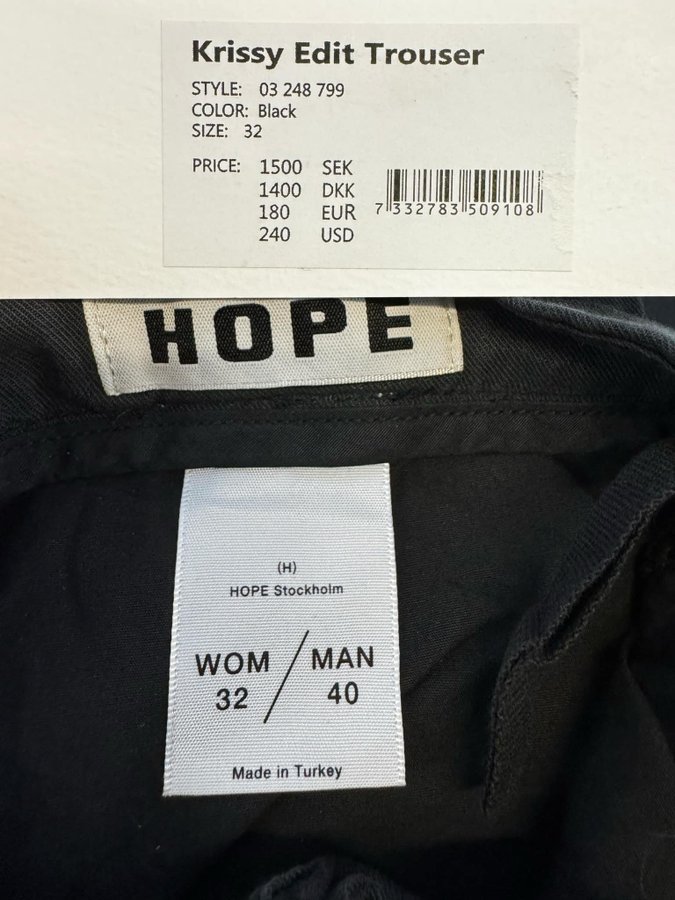 Krissy Edit Trouser
STYLE: 03 248 799
COLOR: Black
SIZE: 32
PRICE: 1500 SEK
1400 DKK
180 EUR
240 USD
7 332783 509108
HOPE
(H)
HOPE Stockholm
WOM / MAN
32 / 40
Made in Turkey